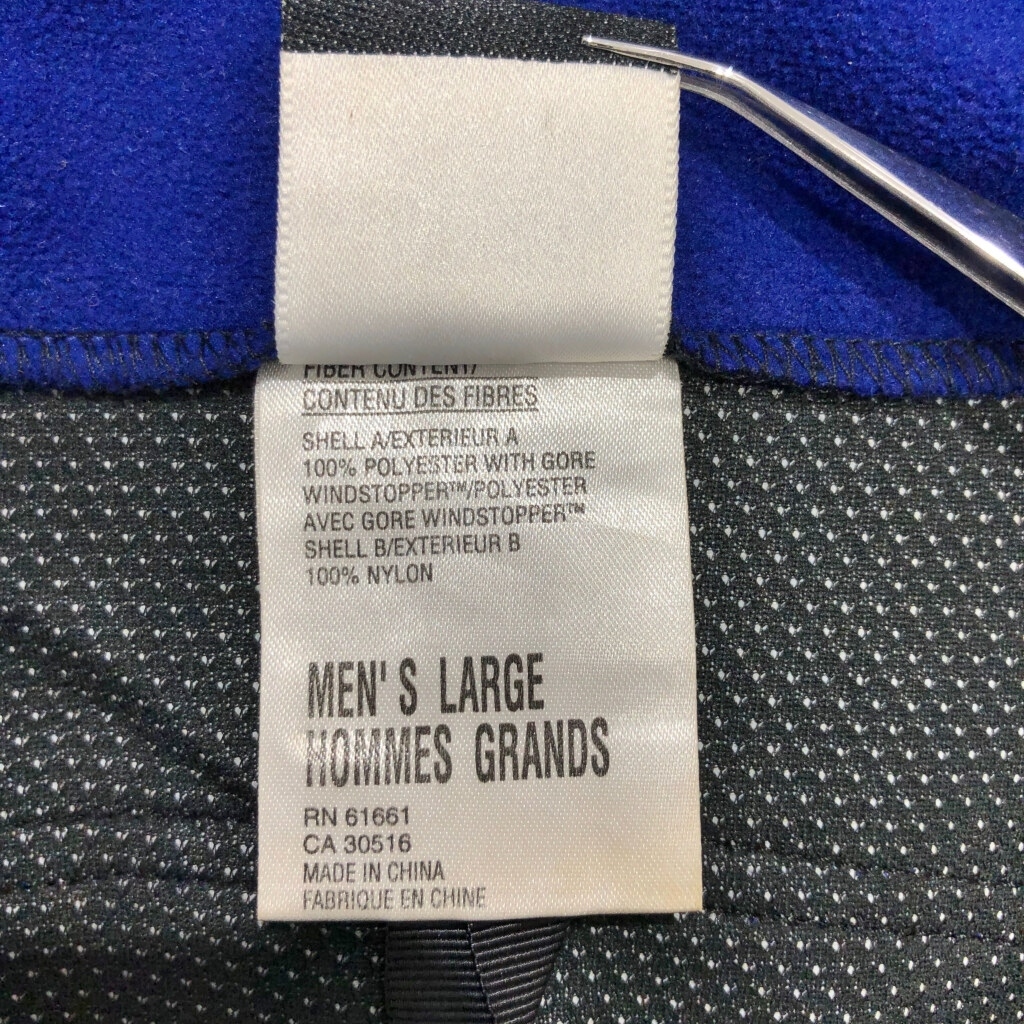 FIBER CONTENT/
CONTENU DES FIBRES
SHELL A/EXTERIEUR A
100% POLYESTER WITH GORE
WINDSTOPPER™/POLYESTER
AVEC GORE WINDSTOPPER™
SHELL B/EXTERIEUR B
100% NYLON
MEN'S LARGE
HOMMES GRANDS
RN 61661
CA 30516
MADE IN CHINA
FABRIQUE EN CHINE